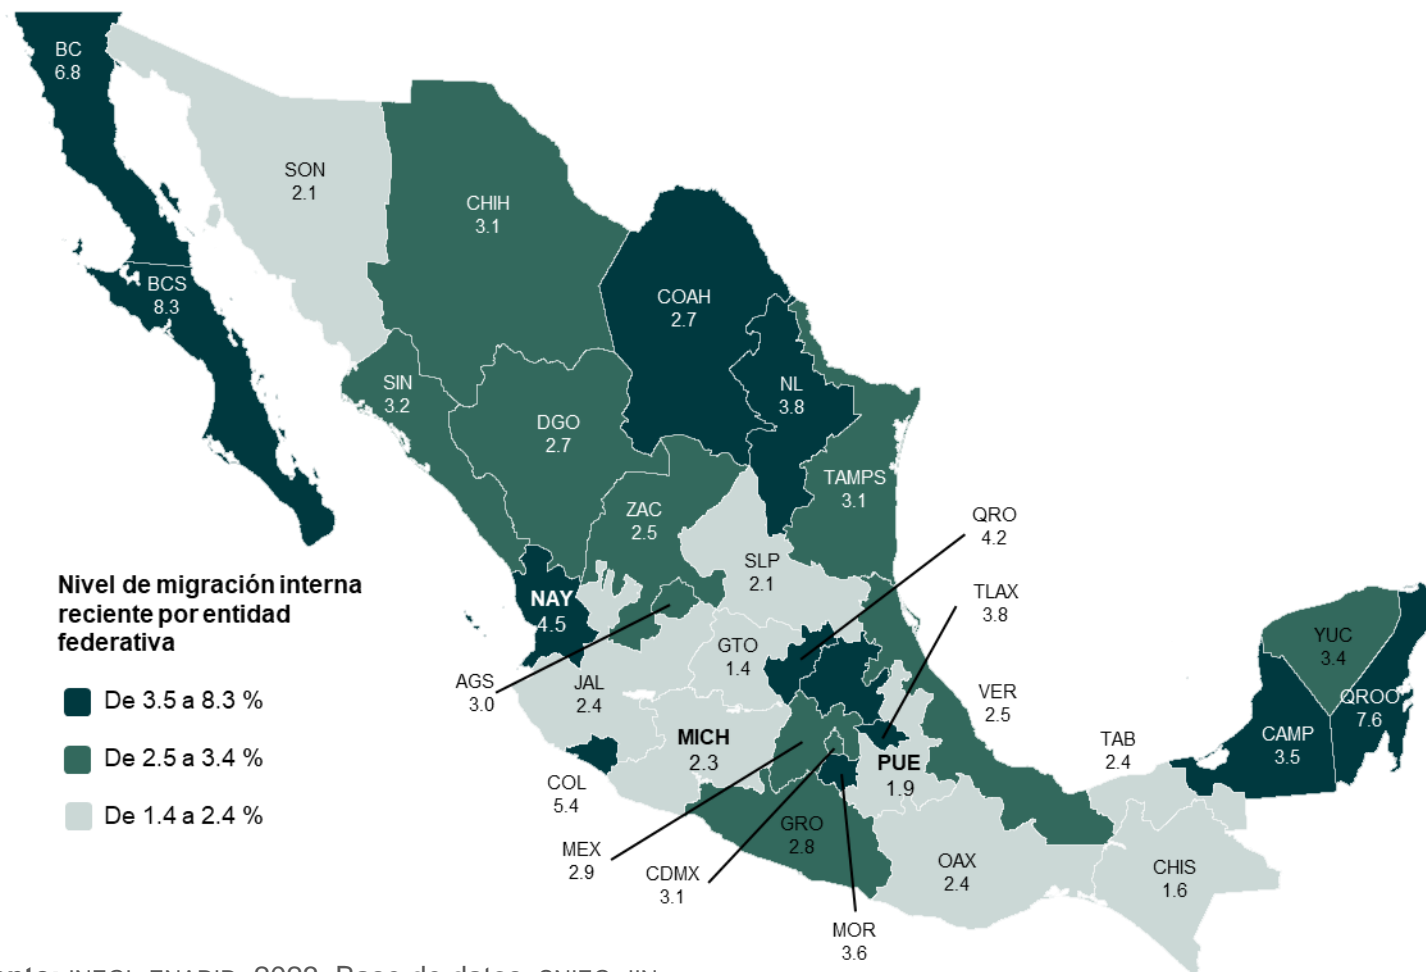 BC
6.8
SON
2.1
CHIH
3.1
BCS
8.3
COAH
2.7
SIN
3.2
NL
3.8
DGO
2.7
TAMPS
3.1
ZAC
2.5
QRO
4.2
SLP
2.1
Nivel de migración interna
reciente por entidad
federativa
NAY
4.5
TLAX
3.8
GTO
1.4
YUC
3.4
AGS
3.0
JAL
2.4
VER
2.5
QROO
7.6
De 3.5 a 8.3 %
MICH
2.3
TAB
2.4
CAMP
3.5
De 2.5 a 3.4 %
PUE
1.9
COL
5.4
De 1.4 a 2.4 %
GRO
2.8
MEX
2.9
CDMX
3.1
OAX
2.4
CHIS
1.6
MOR
3.6